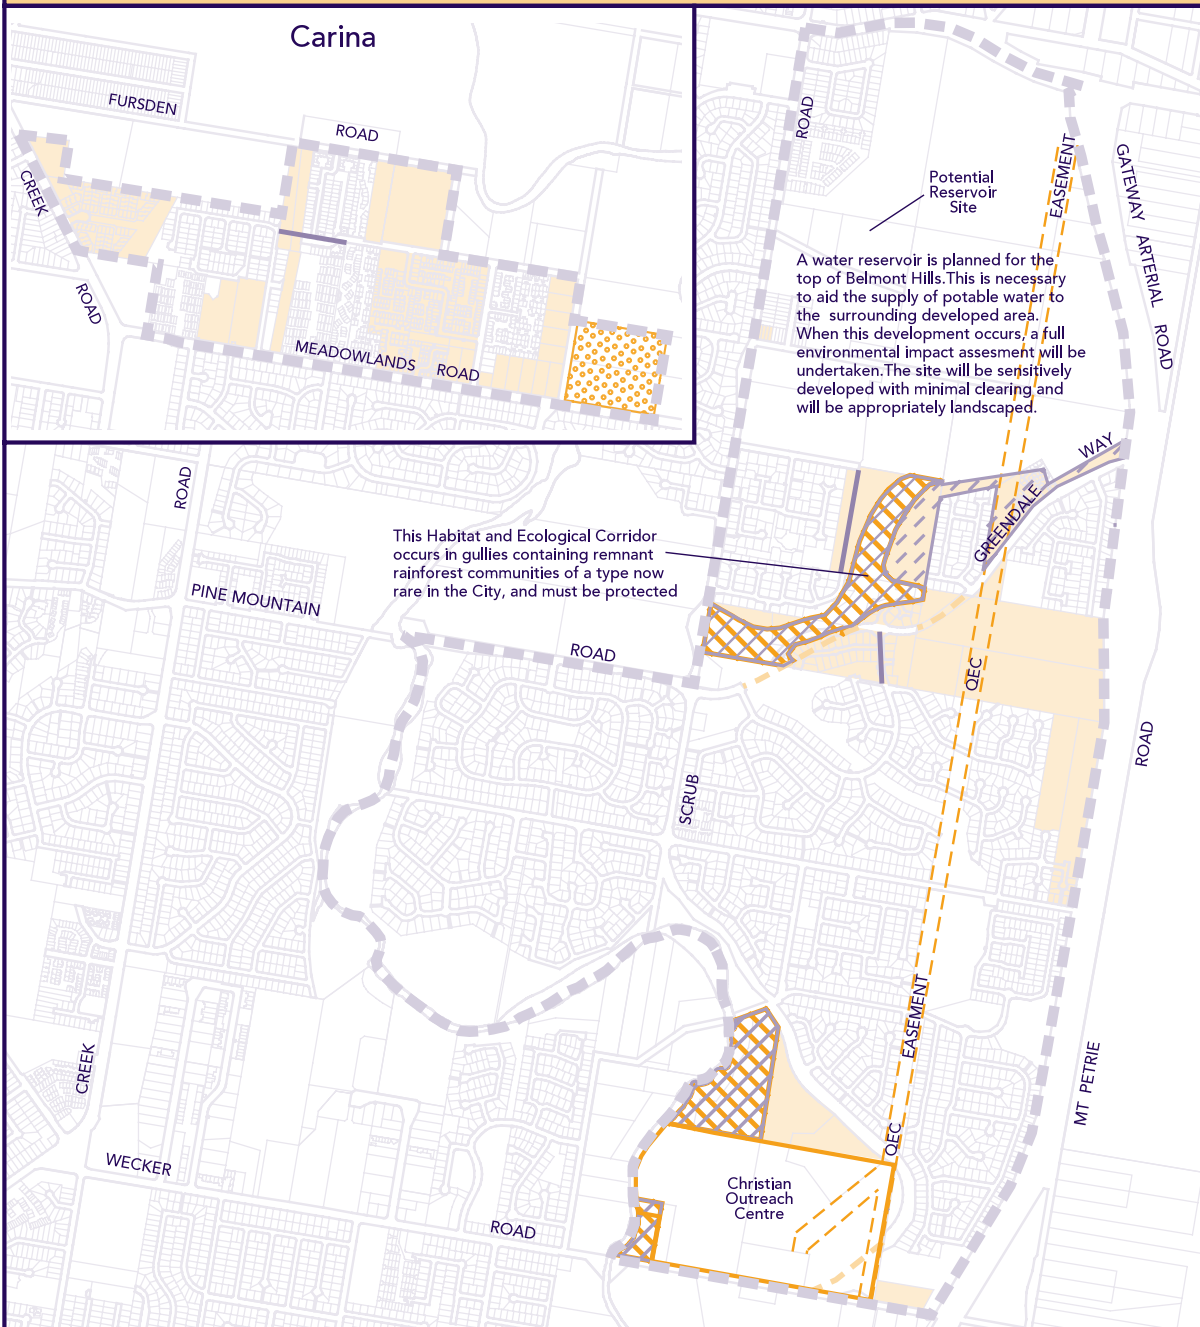 Carina
FURSDEN
ROAD
CREEK
ROAD
MEADOWLANDS ROAD
ROAD
EASEMENT
GATEWAY ARTERIAL ROAD
Potential
Reservoir
Site
A water reservoir is planned for the
top of Belmont Hills.This is necessary
to aid the supply of potable water to
the surrounding developed area.
When this development occurs, a full
environmental impact assesment will be
undertaken.The site will be sensitively
developed with minimal clearing and
will be appropriately landscaped.
WAY
GREENDALE
ROAD
This Habitat and Ecological Corridor
occurs in gullies containing remnant
rainforest communities of a type now
rare in the City, and must be protected
PINE MOUNTAIN
ROAD
QEC
ROAD
SCRUB
EASEMENT
CREEK
MT PETRIE
QEC
WECKER
ROAD
Christian
Outreach
Centre